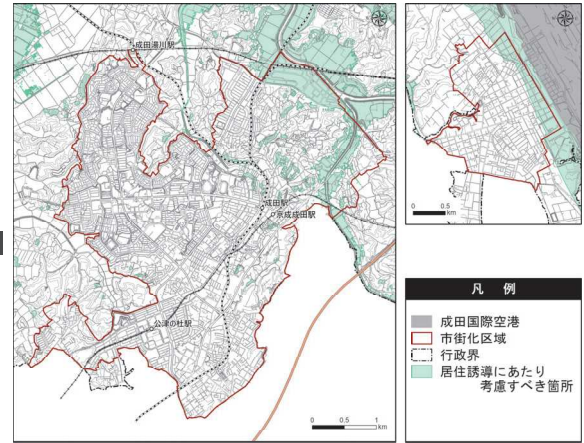 成田湯川駅
成田駅
京成成田駅
公津の杜駅
0 0.5 1
km
0 0.5
km
凡例
成田国際空港
市街化区域
行政界
居住誘導にあたり
考慮すべき箇所